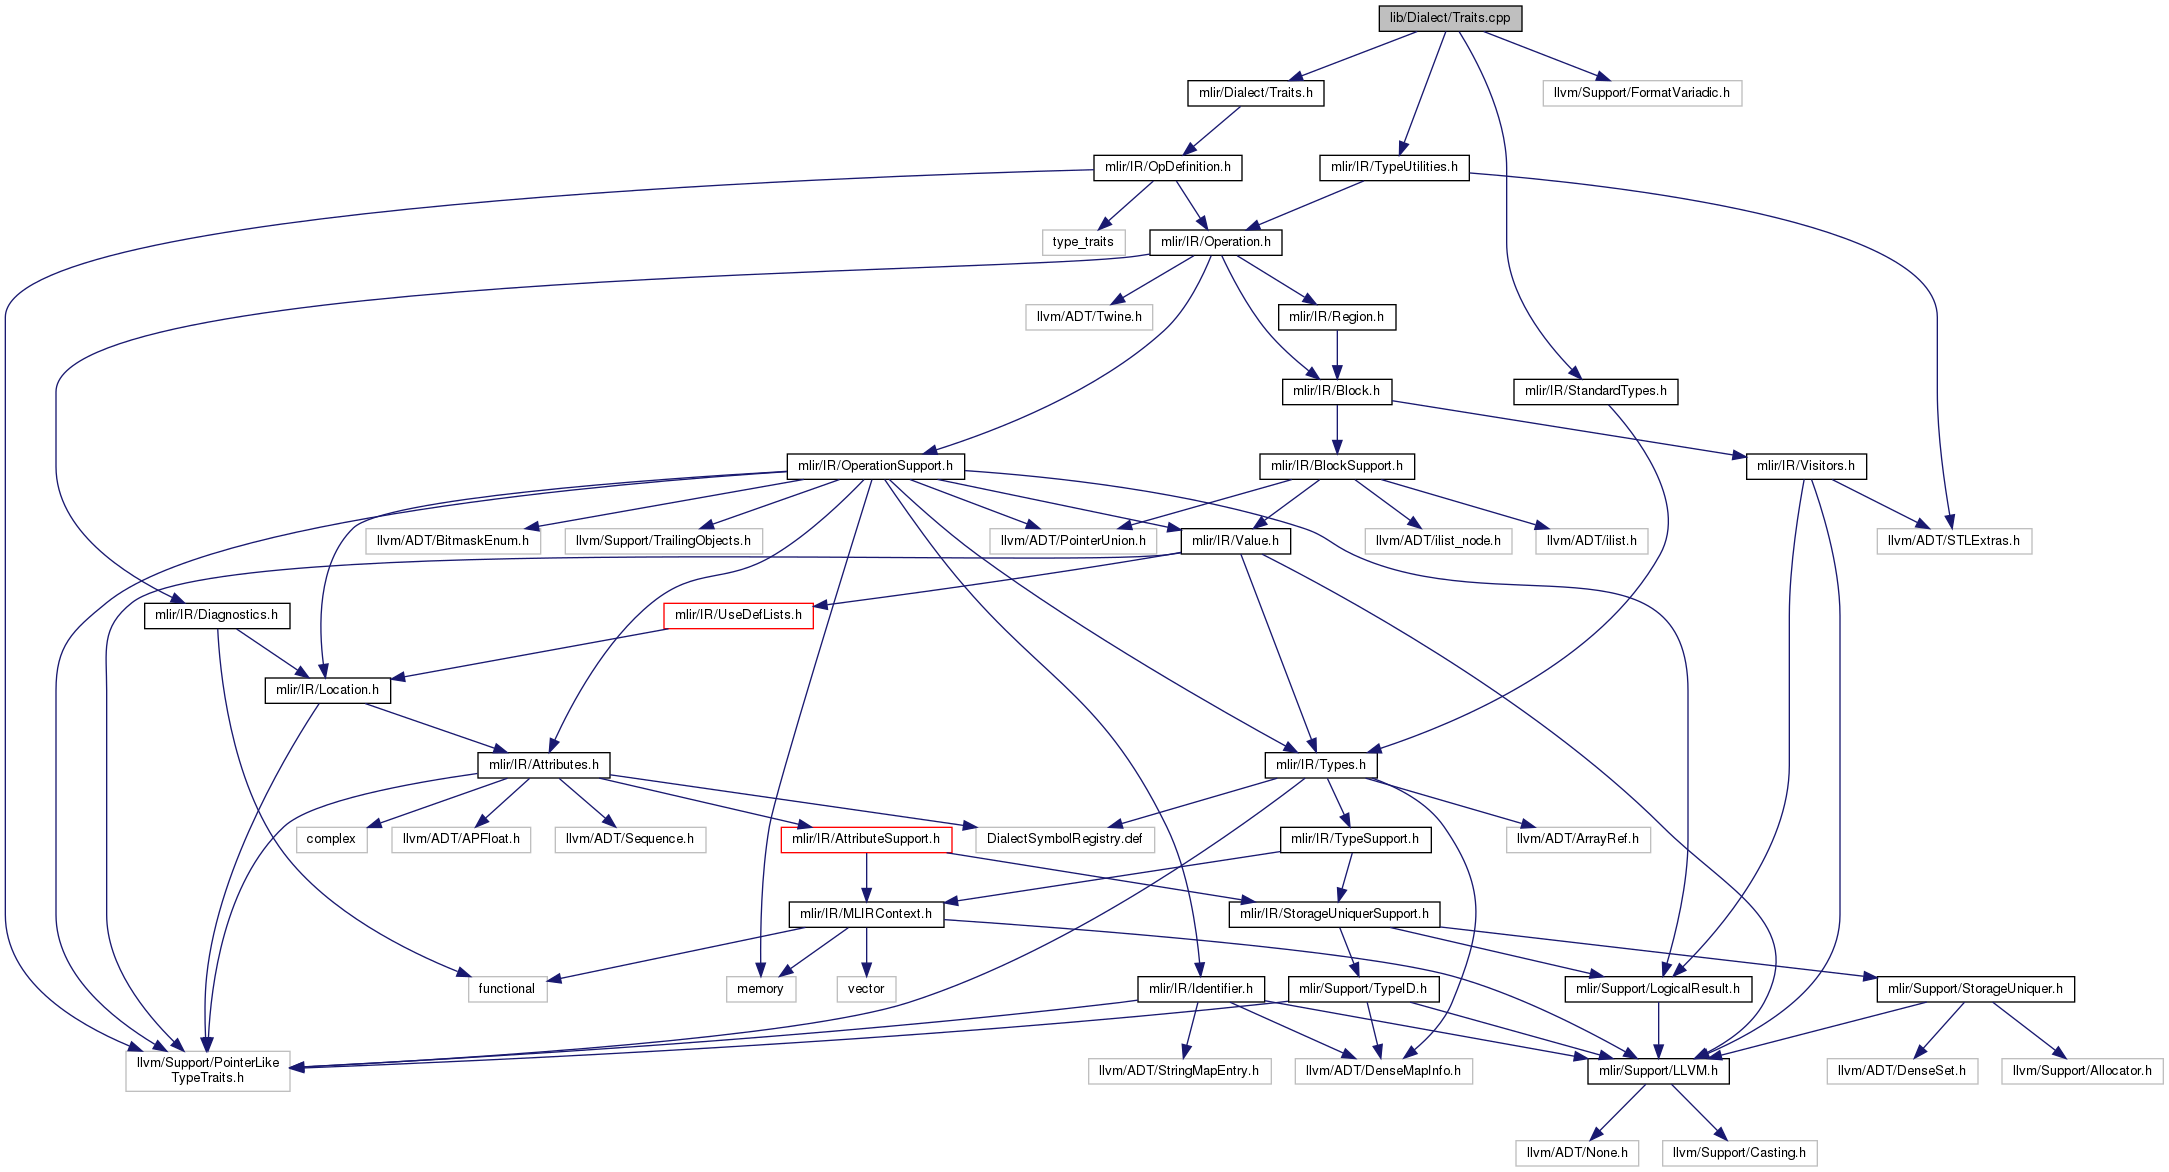 lib/Dialect/Traits.cpp
mlir/Dialect/Traits.h
llvm/Support/FormatVariadic.h
mlir/IR/OpDefinition.h
mlir/IR/TypeUtilities.h
type_traits
mlir/IR/Operation.h
llvm/ADT/Twine.h
mlir/IR/Region.h
mlir/IR/Block.h
mlir/IR/StandardTypes.h
mlir/IR/OperationSupport.h
mlir/IR/BlockSupport.h
mlir/IR/Visitors.h
llvm/ADT/BitmaskEnum.h
llvm/Support/TrailingObjects.h
llvm/ADT/PointerUnion.h
mlir/IR/Value.h
llvm/ADT/ilist_node.h
llvm/ADT/ilist.h
llvm/ADT/STLExtras.h
mlir/IR/Diagnostics.h
mlir/IR/UseDefLists.h
mlir/IR/Location.h
mlir/IR/Attributes.h
mlir/IR/Types.h
complex
llvm/ADT/APFloat.h
llvm/ADT/Sequence.h
mlir/IR/AttributeSupport.h
DialectSymbolRegistry.def
mlir/IR/TypeSupport.h
llvm/ADT/ArrayRef.h
mlir/IR/MLIRContext.h
mlir/IR/StorageUniquerSupport.h
functional
memory
vector
mlir/IR/Identifier.h
mlir/Support/TypeID.h
mlir/Support/LogicalResult.h
mlir/Support/StorageUniquer.h
llvm/Support/PointerLike
TypeTraits.h
llvm/ADT/StringMapEntry.h
llvm/ADT/DenseMapInfo.h
mlir/Support/LLVM.h
llvm/ADT/DenseSet.h
llvm/Support/Allocator.h
llvm/ADT/None.h
llvm/Support/Casting.h